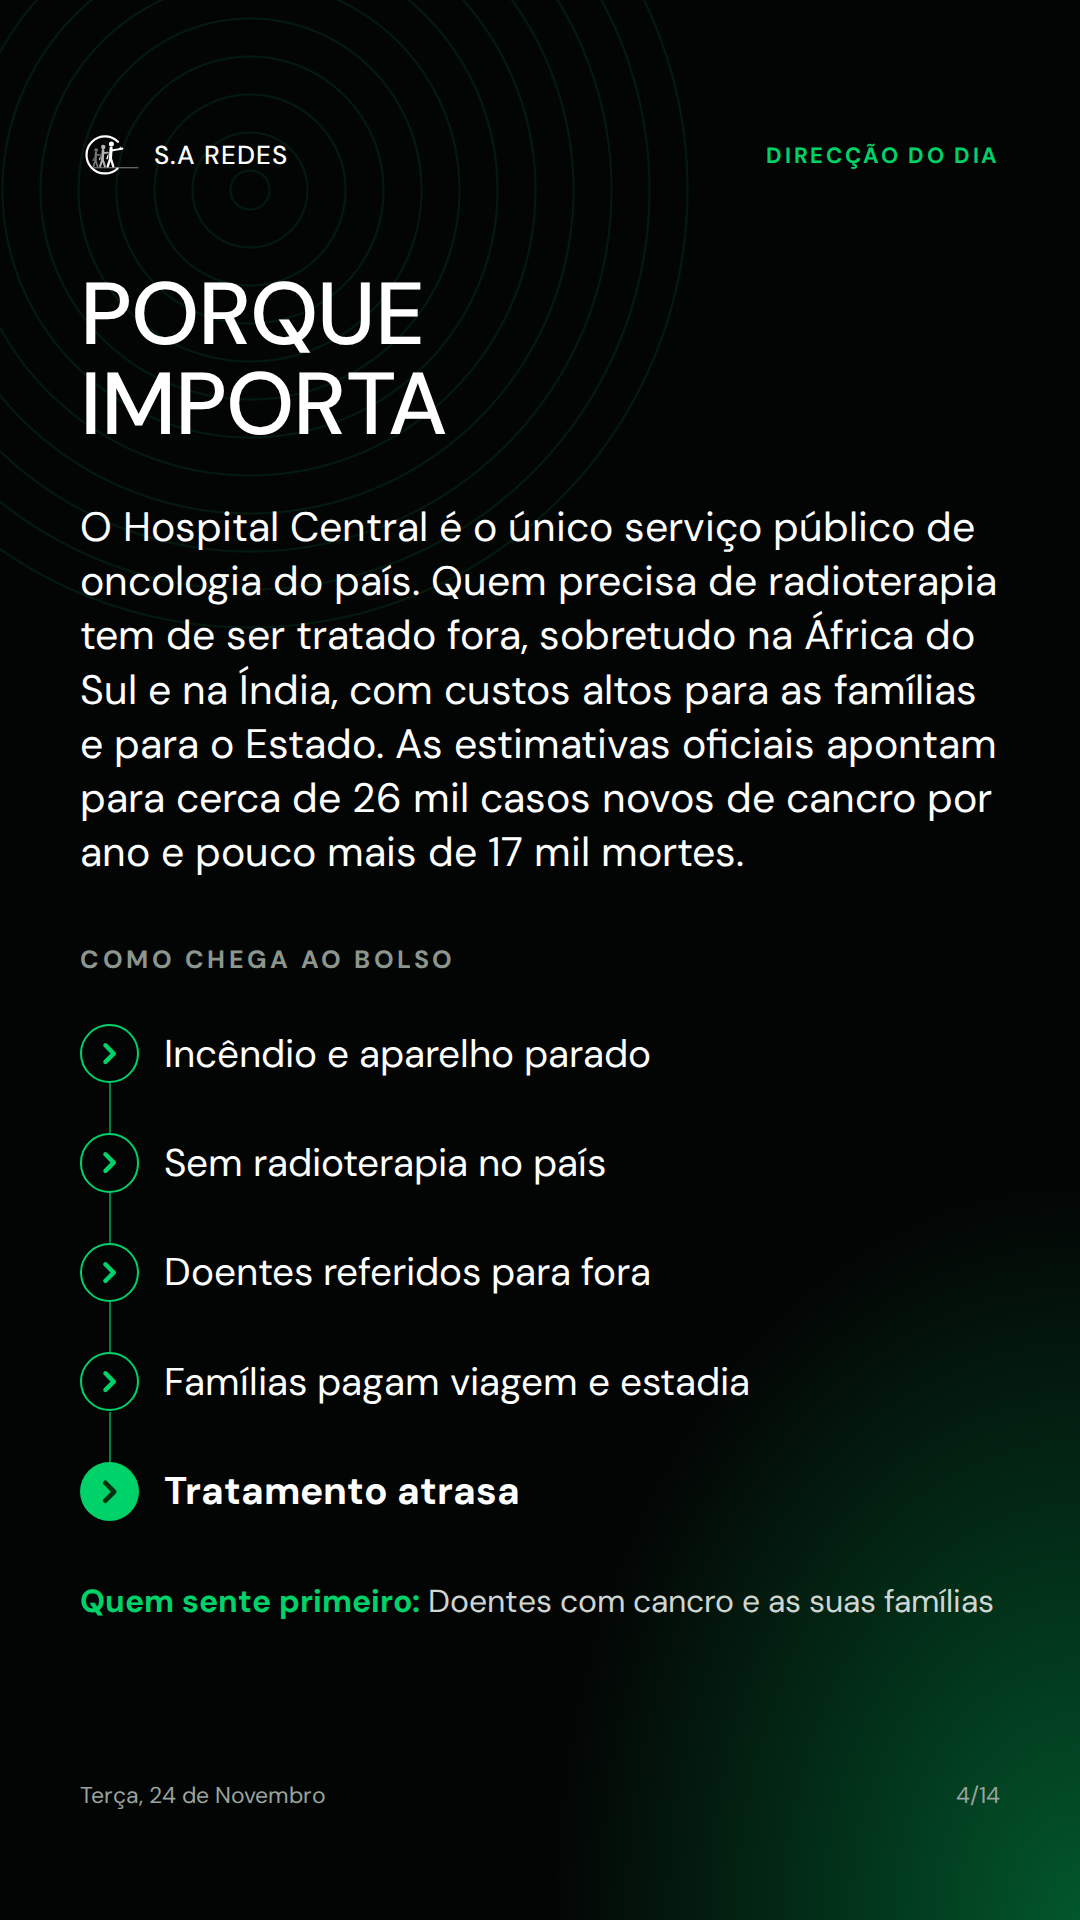 S.A REDES
DIRECÇÃO DO DIA
PORQUE
IMPORTA
O Hospital Central é o único serviço público de
oncologia do país. Quem precisa de radioterapia
tem de ser tratado fora, sobretudo na África do
Sul e na Índia, com custos altos para as famílias
e para o Estado. As estimativas oficiais apontam
para cerca de 26 mil casos novos de cancro por
ano e pouco mais de 17 mil mortes.
COMO CHEGA AO BOLSO
Incêndio e aparelho parado
Sem radioterapia no país
Doentes referidos para fora
Famílias pagam viagem e estadia
Tratamento atrasa
Quem sente primeiro: Doentes com cancro e as suas famílias
Terça, 24 de Novembro
4/14